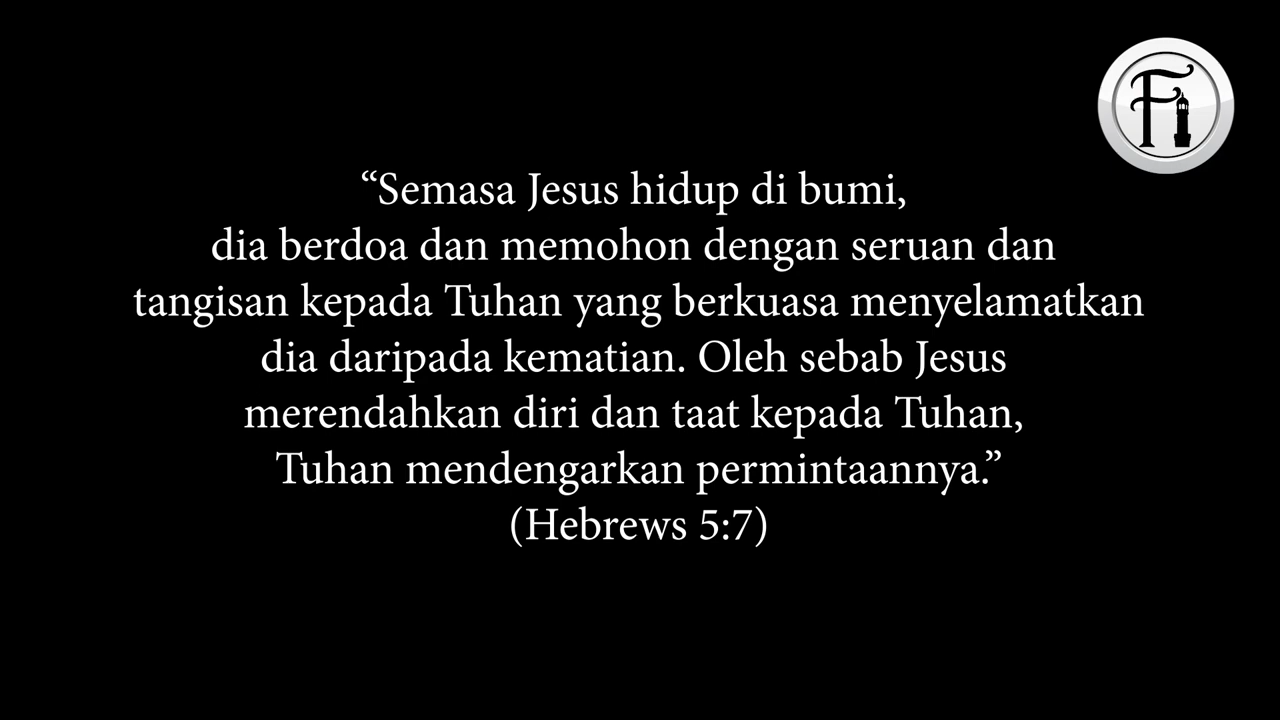 “Semasa Jesus hidup di bumi,
dia berdoa dan memohon dengan seruan dan
tangisan kepada Tuhan yang berkuasa menyelamatkan
dia daripada kematian. Oleh sebab Jesus
merendahkan diri dan taat kepada Tuhan,
Tuhan mendengarkan permintaannya.”
(Hebrews 5:7)
Fi